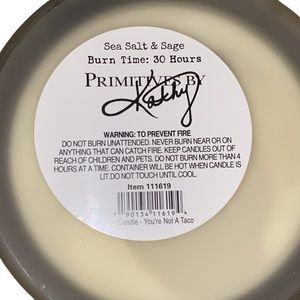 Sea Salt & Sage
Burn Time: 30 Hours
PRIMITIVES BY
Kathy
WARNING: TO PREVENT FIRE
DO NOT BURN UNATTENDED. NEVER BURN NEAR OR ON
ANYTHING THAT CAN CATCH FIRE. KEEP CANDLES OUT OF
REACH OF CHILDREN AND PETS. DO NOT BURN MORE THAN 4
HOURS AT A TIME. CONTAINER WILL BE HOT WHEN CANDLE IS
LIT.DO NOT TOUCH UNTIL COOL.
Item 111619
90134 11619 4
Candle - You're Not A Taco